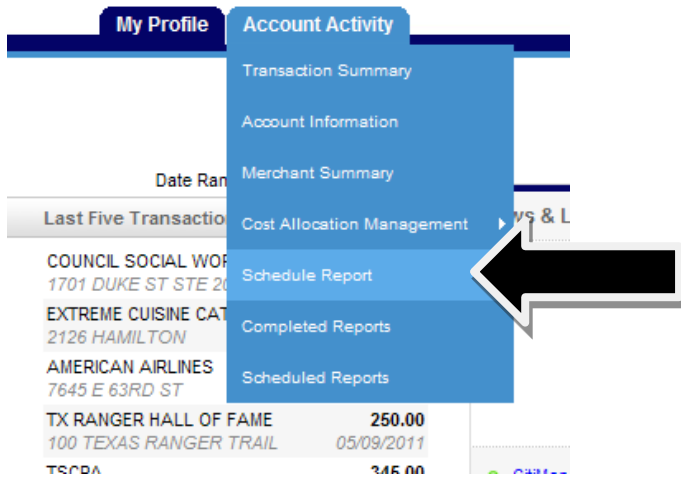 My Profile
Account Activity
Transaction Summary
Account Information
Merchant Summary
Cost Allocation Management
Schedule Report
Completed Reports
Scheduled Reports
Date Ran
Last Five Transactio
ws & L
COUNCIL SOCIAL WOR
1701 DUKE ST STE 20
EXTREME CUISINE CAT
2126 HAMILTON
AMERICAN AIRLINES
7645 E 63RD ST
TX RANGER HALL OF FAME 250.00
100 TEXAS RANGER TRAIL 05/09/2011
TSCPA 345.00